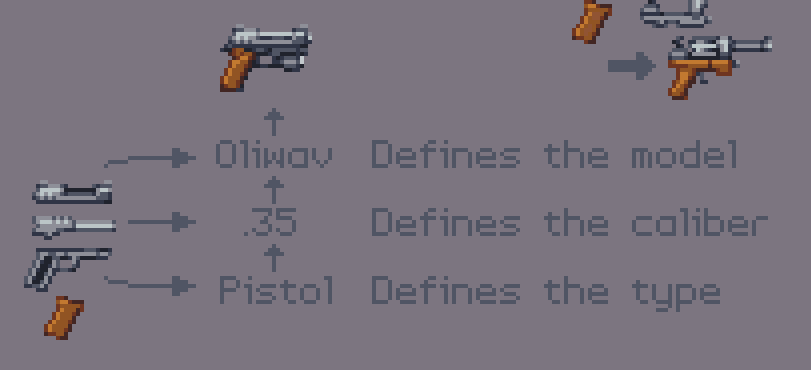 Oliwav Defines the model
.35 Defines the caliber
Pistol Defines the type